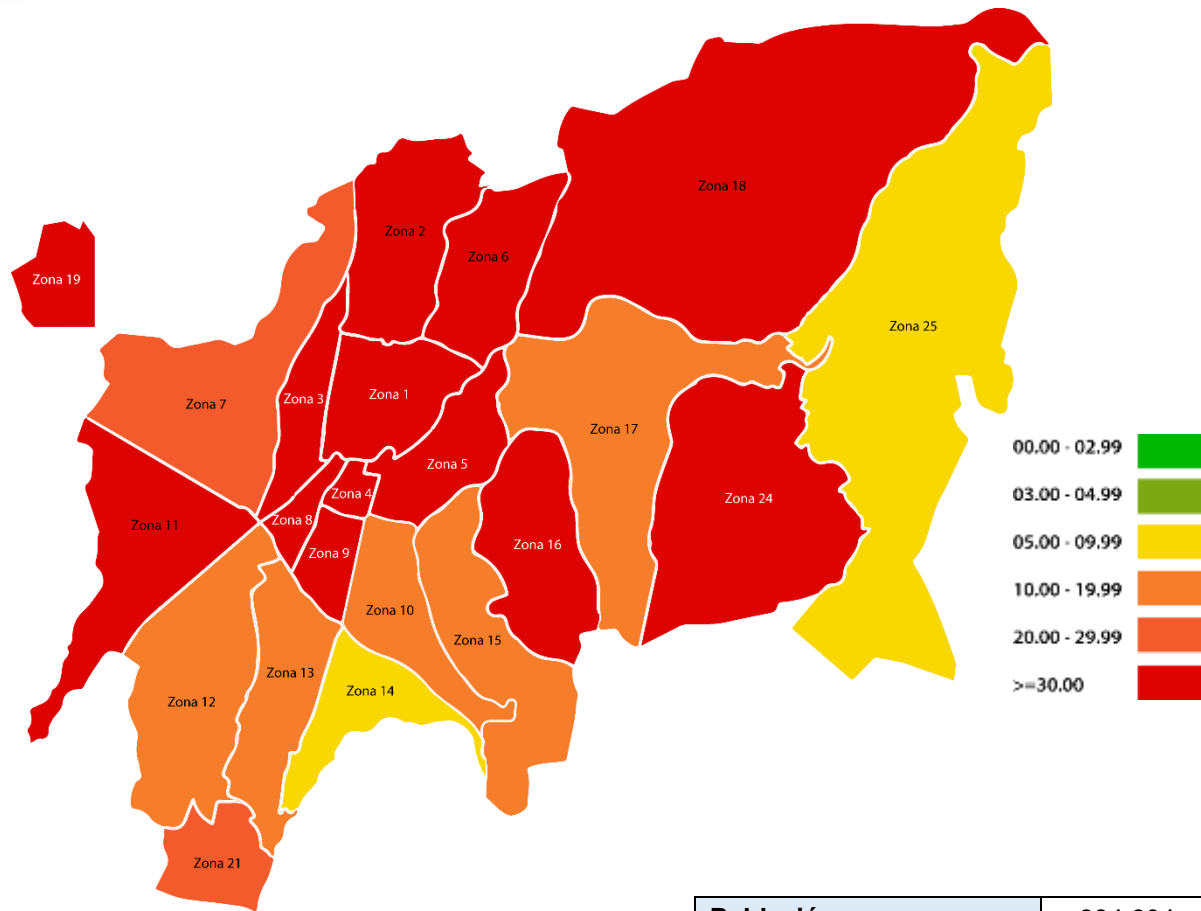 Zona 18
Zona 2
Zona 6
Zona 19
Zona 25
Zona 7
Zona 3
Zona 1
Zona 17
Zona 5
Zona 4
Zona 24
Zona 11
Zona 8
Zona 16
Zona 9
Zona 10
Zona 15
Zona 13
Zona 14
Zona 12
Zona 21
00.00 - 02.99
03.00 - 04.99
05.00 - 09.99
10.00 - 19.99
20.00 - 29.99
>=30.00